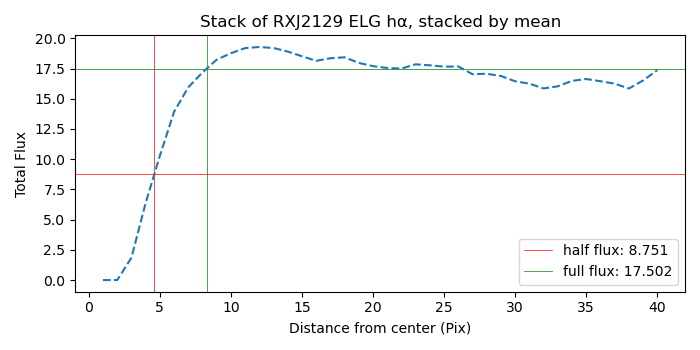 Stack of RXJ2129 ELG hα, stacked by mean
Total Flux
20.0
17.5
15.0
12.5
10.0
7.5
5.0
2.5
0.0
half flux: 8.751
full flux: 17.502
0 5 10 15 20 25 30 35 40
Distance from center (Pix)